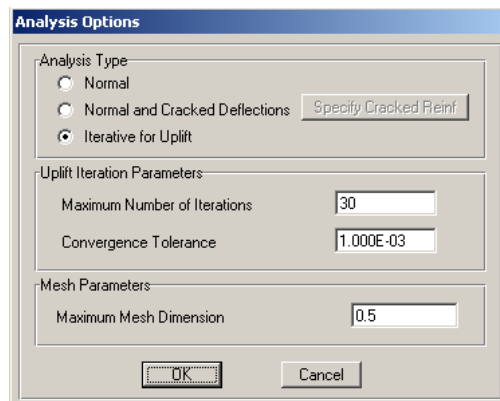 Analysis Options
Analysis Type
Normal
Normal and Cracked Deflections
Specify Cracked Reinf
Iterative for Uplift
Uplift Iteration Parameters
Maximum Number of Iterations 30
Convergence Tolerance 1.000E-03
Mesh Parameters
Maximum Mesh Dimension 0.5
OK Cancel